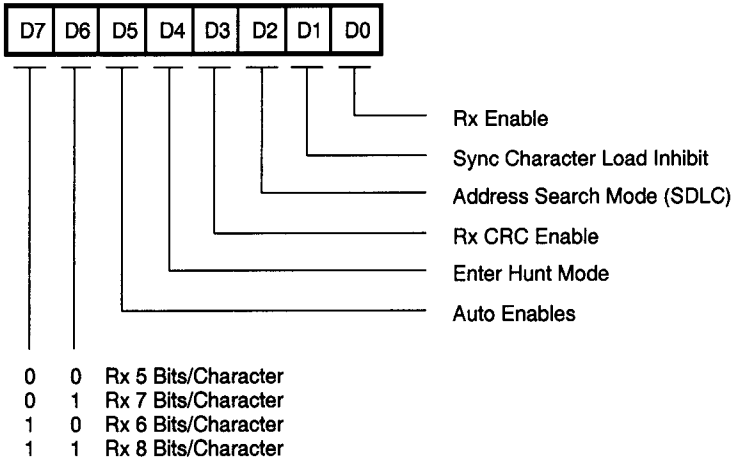 D7 D6 D5 D4 D3 D2 D1 D0
Rx Enable
Sync Character Load Inhibit
Address Search Mode (SDLC)
Rx CRC Enable
Enter Hunt Mode
Auto Enables
0 0 Rx 5 Bits/Character
0 1 Rx 7 Bits/Character
1 0 Rx 6 Bits/Character
1 1 Rx 8 Bits/Character